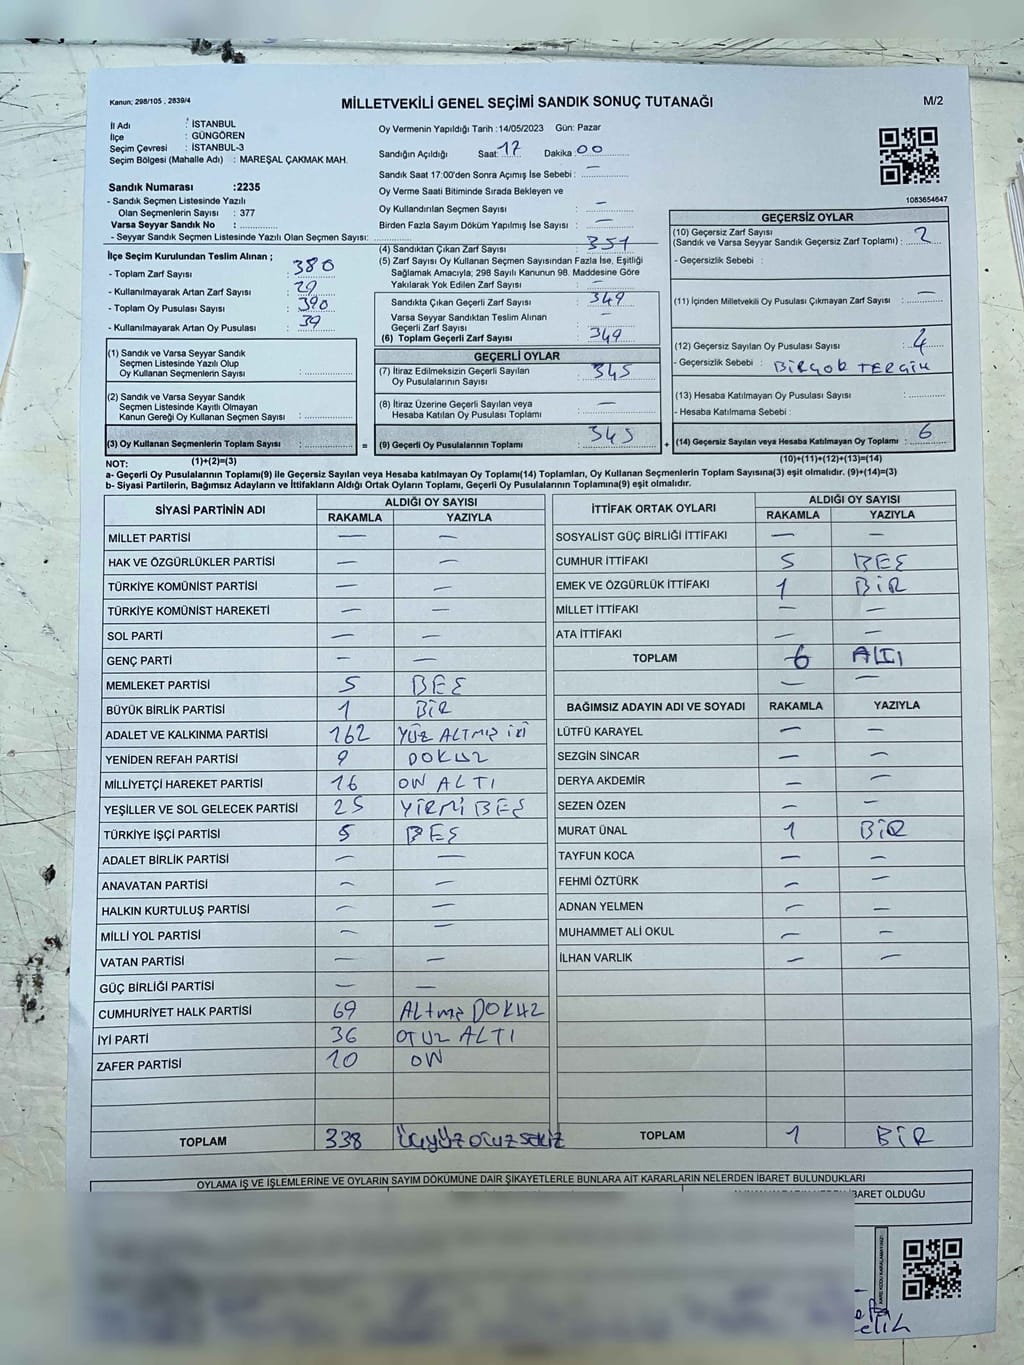 Kanun; 298/105 , 2839/4
MİLLETVEKİLİ GENEL SEÇİMİ SANDIK SONUÇ TUTANAĞI
M/2
İl Adı : İSTANBUL
İlçe : GÜNGÖREN
Seçim Çevresi : İSTANBUL-3
Seçim Bölgesi (Mahalle Adı) : MAREŞAL ÇAKMAK MAH.
Sandık Numarası :2235
- Sandık Seçmen Listesinde Yazılı
Olan Seçmenlerin Sayısı : 377
Varsa Seyyar Sandık No :
- Seyyar Sandık Seçmen Listesinde Yazılı Olan Seçmen Sayısı:
İlçe Seçim Kurulundan Teslim Alınan ;
- Toplam Zarf Sayısı : 380
- Kullanılmayarak Artan Zarf Sayısı : 29
- Toplam Oy Pusulası Sayısı : 390
- Kullanılmayarak Artan Oy Pusulası : 39
(1) Sandık ve Varsa Seyyar Sandık
Seçmen Listesinde Yazılı Olup
Oy Kullanan Seçmenlerin Sayısı :
(2) Sandık ve Varsa Seyyar Sandık
Seçmen Listesinde Kayıtlı Olmayan
Kanun Gereği Oy Kullanan Seçmen Sayısı :
(3) Oy Kullanan Seçmenlerin Toplam Sayısı :
(1)+(2)=(3)
Oy Vermenin Yapıldığı Tarih :14/05/2023 Gün: Pazar
Sandığın Açıldığı Saat: 17 Dakika : 00
Sandık Saat 17:00'den Sonra Açımış İse Sebebi : —
Oy Verme Saati Bitiminde Sırada Bekleyen ve
Oy Kullandırılan Seçmen Sayısı : —
Birden Fazla Sayım Döküm Yapılmış İse Sayısı : —
(4) Sandıktan Çıkan Zarf Sayısı : 351
(5) Zarf Sayısı Oy Kullanan Seçmen Sayısından Fazla İse, Eşitliği
Sağlamak Amacıyla; 298 Sayılı Kanunun 98. Maddesine Göre
Yakılarak Yok Edilen Zarf Sayısı : —
Sandıkta Çıkan Geçerli Zarf Sayısı : 349
Varsa Seyyar Sandıktan Teslim Alınan
Geçerli Zarf Sayısı : —
(6) Toplam Geçerli Zarf Sayısı : 349
GEÇERLİ OYLAR
(7) İtiraz Edilmeksizin Geçerli Sayılan
Oy Pusulalarının Sayısı : 345
(8) İtiraz Üzerine Geçerli Sayılan veya
Hesaba Katılan Oy Pusulası Toplamı : —
= (9) Geçerli Oy Pusulalarının Toplamı : 345 +
1083654647
GEÇERSİZ OYLAR
(10) Geçersiz Zarf Sayısı
(Sandık ve Varsa Seyyar Sandık Geçersiz Zarf Toplamı) : 2
- Geçersizlik Sebebi :
(11) İçinden Milletvekili Oy Pusulası Çıkmayan Zarf Sayısı : —
(12) Geçersiz Sayılan Oy Pusulası Sayısı : 4
- Geçersizlik Sebebi : BİRÇOK TERCİH
(13) Hesaba Katılmayan Oy Pusulası Sayısı :
- Hesaba Katılmama Sebebi :
(14) Geçersiz Sayılan veya Hesaba Katılmayan Oy Toplamı : 6
(10)+(11)+(12)+(13)=(14)
NOT:
a- Geçerli Oy Pusulalarının Toplamı(9) ile Geçersiz Sayılan veya Hesaba katılmayan Oy Toplamı(14) Toplamları, Oy Kullanan Seçmenlerin Toplam Sayısına(3) eşit olmalıdır. (9)+(14)=(3)
b- Siyasi Partilerin, Bağımsız Adayların ve İttifakların Aldığı Ortak Oyların Toplamı, Geçerli Oy Pusulalarının Toplamına(9) eşit olmalıdır.
SİYASİ PARTİNİN ADI ALDIĞI OY SAYISI
RAKAMLA YAZIYLA
MİLLET PARTİSİ — —
HAK VE ÖZGÜRLÜKLER PARTİSİ — —
TÜRKİYE KOMÜNİST PARTİSİ — —
TÜRKİYE KOMÜNİST HAREKETİ — —
SOL PARTİ — —
GENÇ PARTİ — —
MEMLEKET PARTİSİ 5 BEŞ
BÜYÜK BİRLİK PARTİSİ 1 BİR
ADALET VE KALKINMA PARTİSİ 162 YÜZ ALTMIŞ İKİ
YENİDEN REFAH PARTİSİ 9 DOKUZ
MİLLİYETÇİ HAREKET PARTİSİ 16 ON ALTI
YEŞİLLER VE SOL GELECEK PARTİSİ 25 YİRMİ BEŞ
TÜRKİYE İŞÇİ PARTİSİ 5 BEŞ
ADALET BİRLİK PARTİSİ — —
ANAVATAN PARTİSİ — —
HALKIN KURTULUŞ PARTİSİ — —
MİLLİ YOL PARTİSİ — —
VATAN PARTİSİ — —
GÜÇ BİRLİĞİ PARTİSİ — —
CUMHURİYET HALK PARTİSİ 69 ALTMIŞ DOKUZ
İYİ PARTİ 36 OTUZ ALTI
ZAFER PARTİSİ 10 ON
TOPLAM 338 ÜÇYÜZ OTUZ SEKİZ
İTTİFAK ORTAK OYLARI ALDIĞI OY SAYISI
RAKAMLA YAZIYLA
SOSYALİST GÜÇ BİRLİĞİ İTTİFAKI — —
CUMHUR İTTİFAKI 5 BEŞ
EMEK VE ÖZGÜRLÜK İTTİFAKI 1 BİR
MİLLET İTTİFAKI — —
ATA İTTİFAKI — —
TOPLAM 6 ALTI
— —
BAĞIMSIZ ADAYIN ADI VE SOYADI RAKAMLA YAZIYLA
LÜTFÜ KARAYEL — —
SEZGİN SİNCAR — —
DERYA AKDEMİR — —
SEZEN ÖZEN — —
MURAT ÜNAL 1 BİR
TAYFUN KOCA — —
FEHMİ ÖZTÜRK — —
ADNAN YELMEN — —
MUHAMMET ALİ OKUL — —
İLHAN VARLIK — —
TOPLAM 1 BİR
OYLAMA İŞ VE İŞLEMLERİNE VE OYLARIN SAYIM DÖKÜMÜNE DAİR ŞİKAYETLERLE BUNLARA AİT KARARLARIN NELERDEN İBARET BULUNDUKLARI
İBARET OLDUĞU